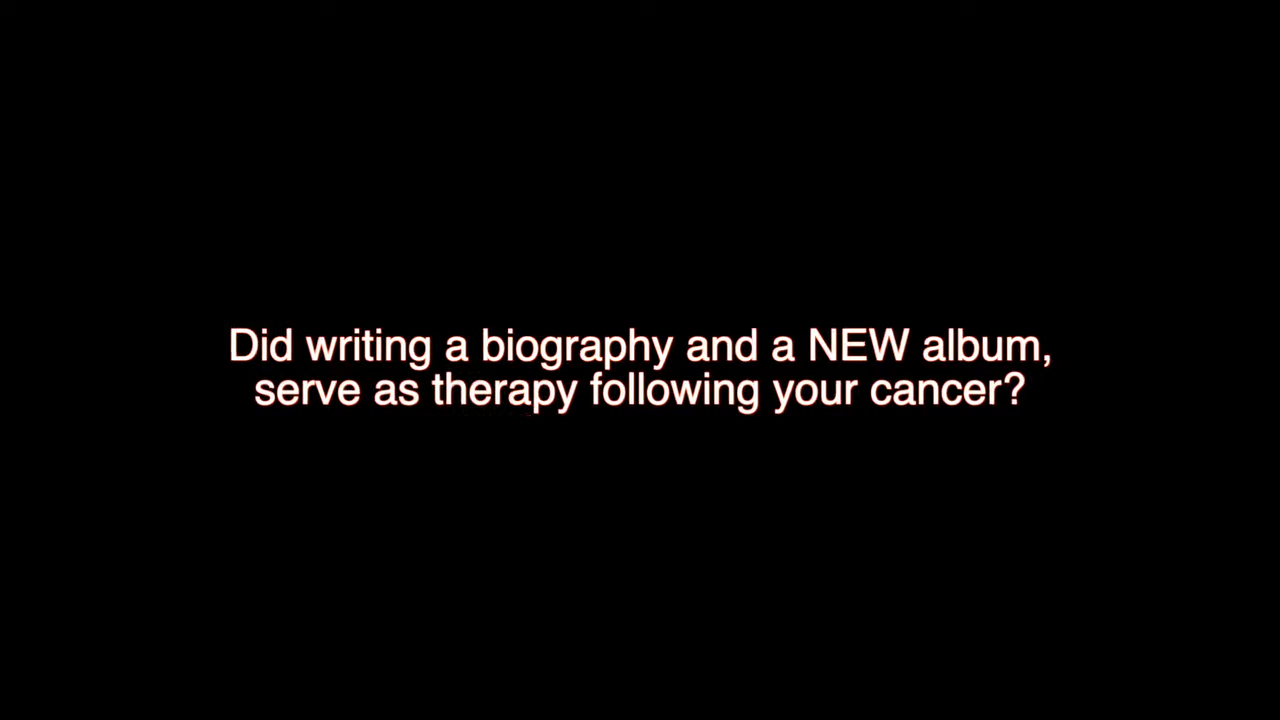 Did writing a biography and a NEW album,
serve as therapy following your cancer?